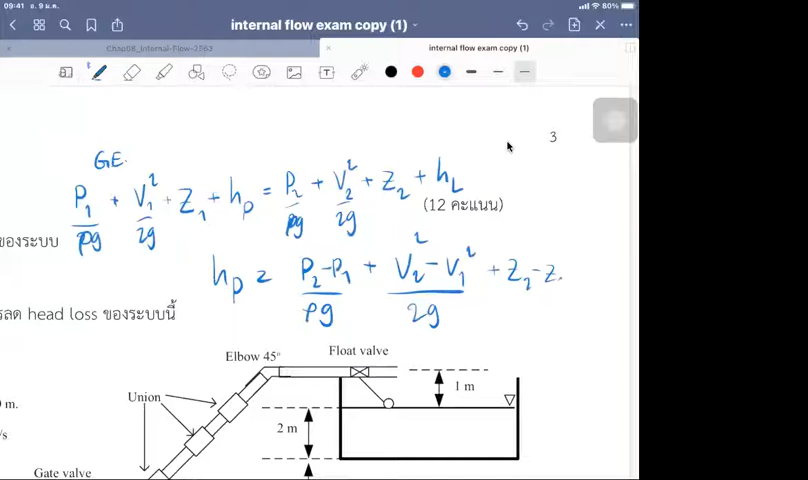 09:41 อ. 9 ม.ค. 80%
internal flow exam copy (1)
Chap08_Internal-Flow-2563
internal flow exam copy (1)
3
G.E.
P₁/ρg + V₁²/2g + Z₁ + hp = P₂/ρg + V₂²/2g + Z₂ + hL
(12 คะแนน)
ของระบบ
hp = P₂-P₁/ρg + V₂²-V₁²/2g + Z₂-Z
รลด head loss ของระบบนี้
Elbow 45° Float valve
1 m
Union
0 m.
2 m
/s
Gate valve